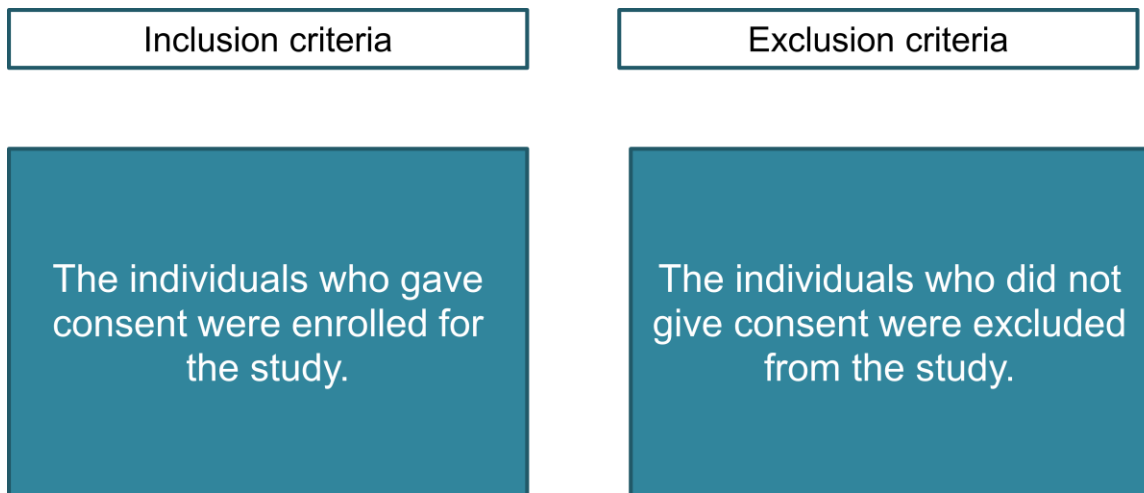 Inclusion criteria
Exclusion criteria
The individuals who gave
consent were enrolled for
the study.
The individuals who did not
give consent were excluded
from the study.